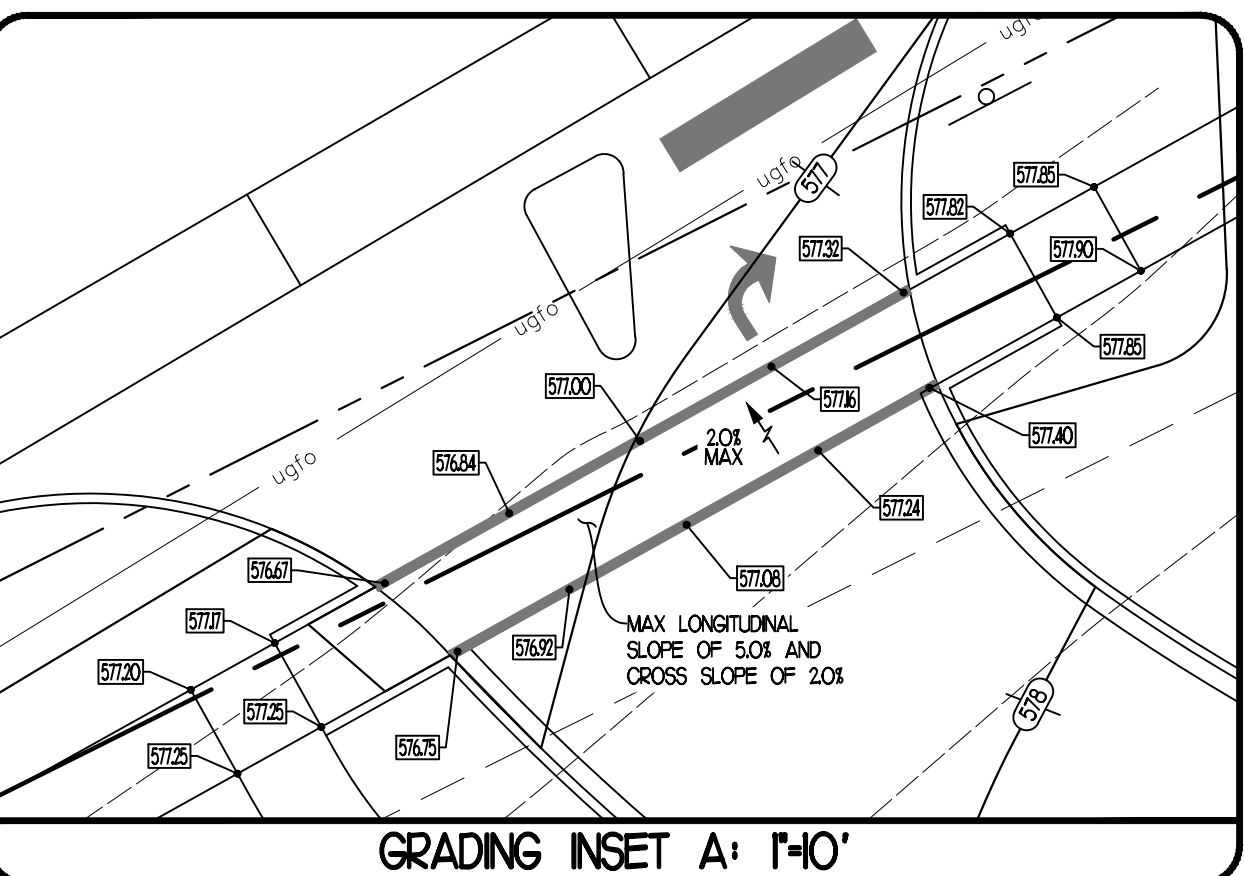 ugfo
ugfo
577
577.85
577.82
577.90
577.32
ugfo
577.85
577.00
577.16
2.0%
MAX
577.40
576.84
ugfo
577.24
576.67
577.08
577.17
MAX LONGITUDINAL
SLOPE OF 5.0% AND
CROSS SLOPE OF 2.0%
576.92
577.20
577.25
578
576.75
577.25
GRADING INSET A: 1"=10'